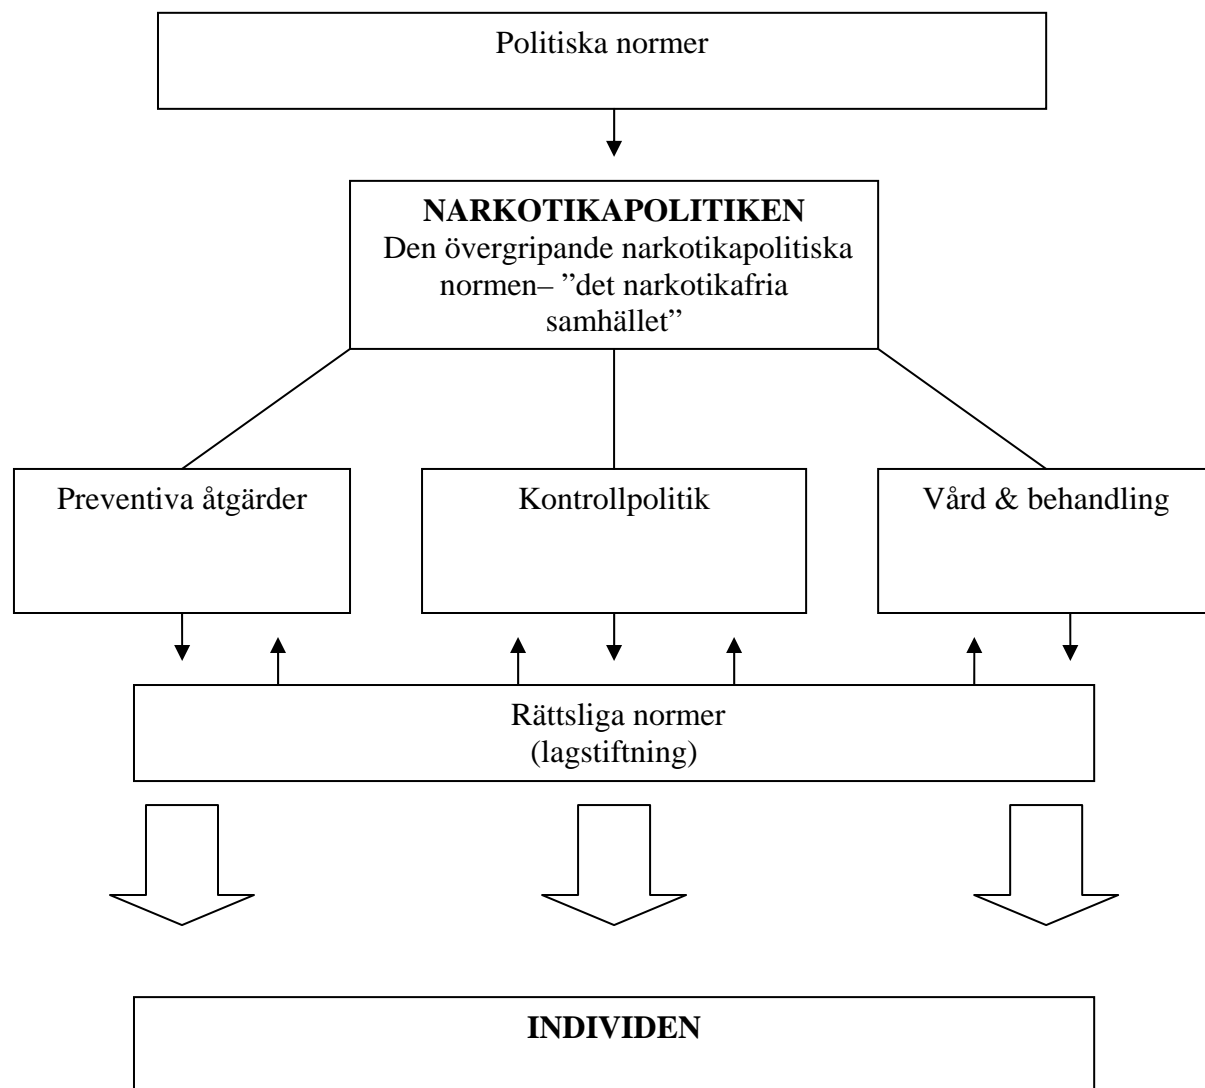 Politiska normer
NARKOTIKAPOLITIKEN
Den övergripande narkotikapolitiska
normen– ”det narkotikafria
samhället”
Preventiva åtgärder
Kontrollpolitik
Vård & behandling
Rättsliga normer
(lagstiftning)
INDIVIDEN